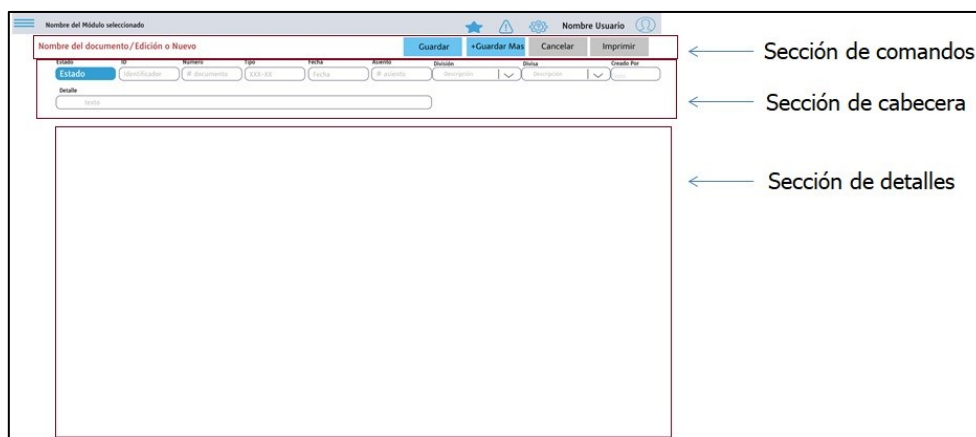 Nombre del Módulo seleccionado
Nombre Usuario
Nombre del documento/Edición o Nuevo
Guardar
+Guardar Mas
Cancelar
Imprimir
Sección de comandos
Estado ID Numero Tipo Fecha Asiento División Divisa Creado Por
Estado identificador # documento XXX-XX Fecha # asiento Descripción Descripción
Detalle
texto
Sección de cabecera
Sección de detalles